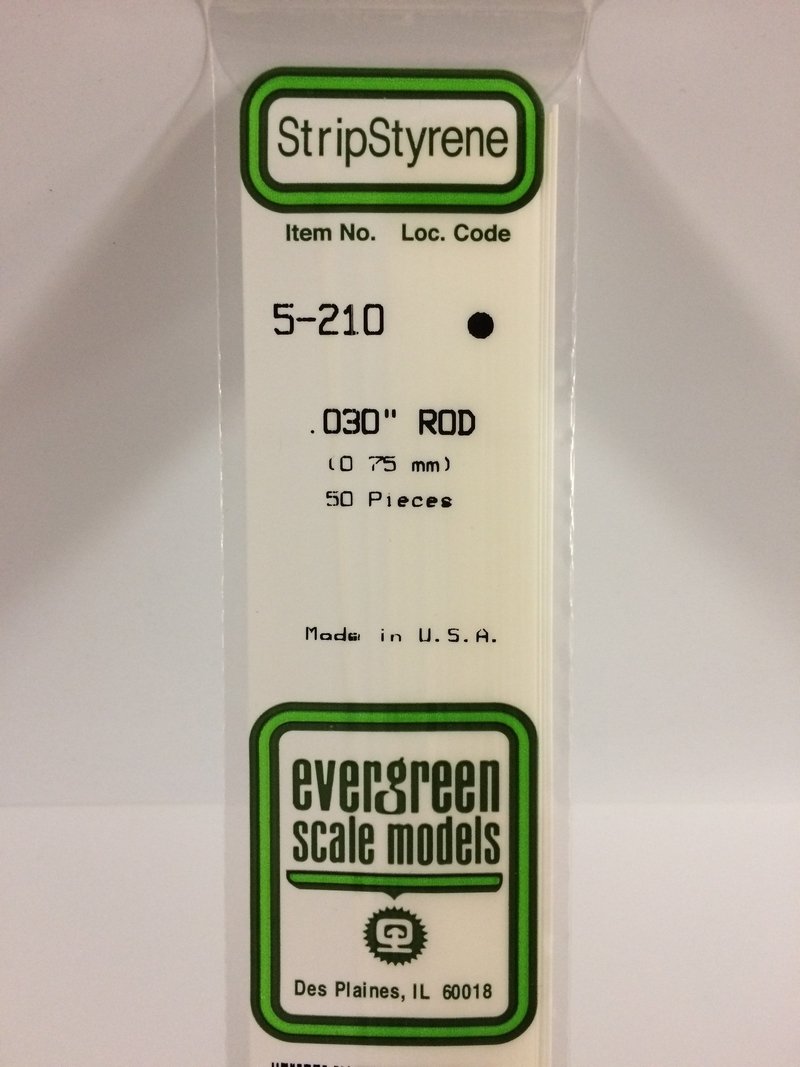 StripStyrene
Item No. Loc. Code
5-210
.030" ROD
(0 75 mm)
50 Pieces
Made in U.S.A.
evergreen
scale models
Des Plaines, IL 60018